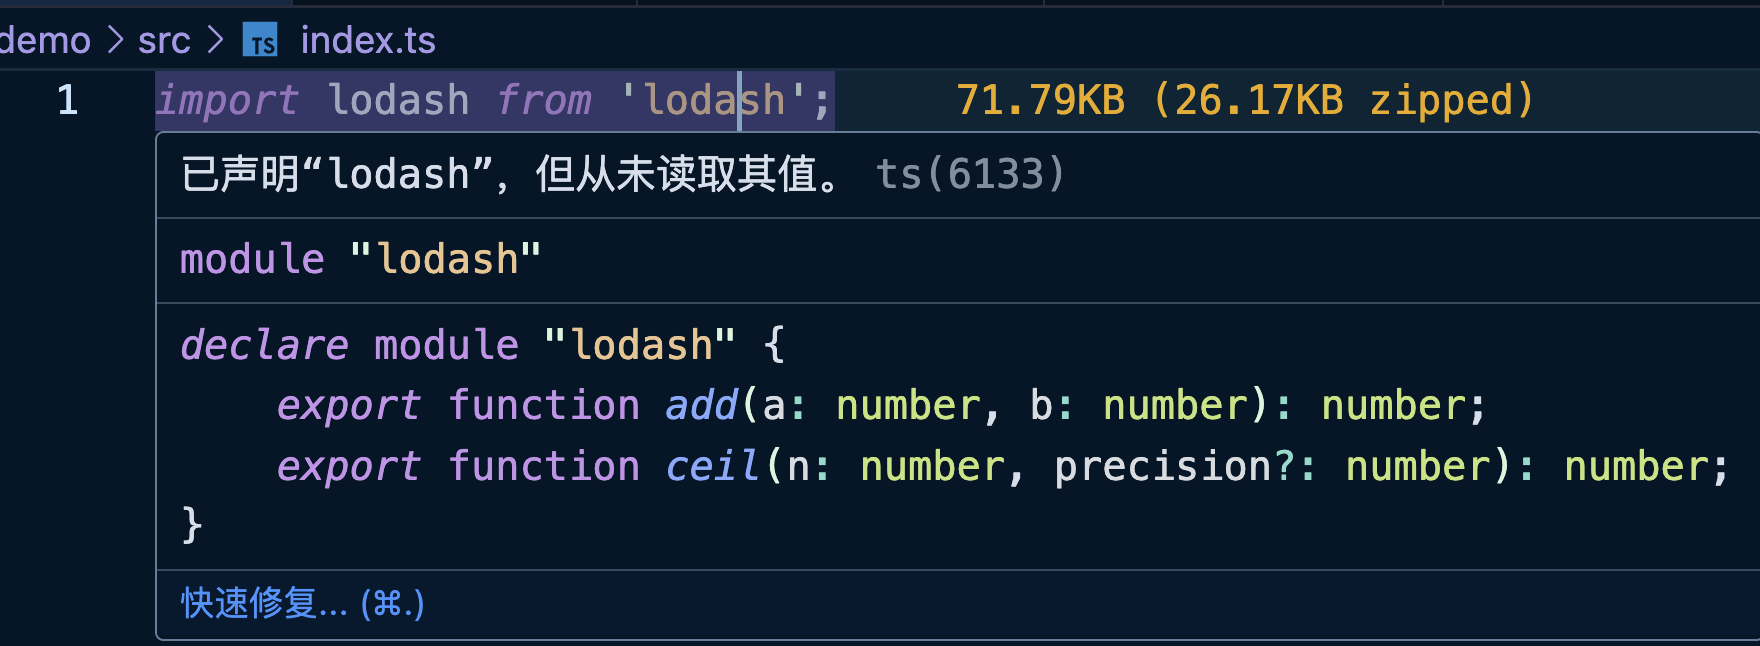 demo > src > TS index.ts
1 import lodash from 'lodash'; 71.79KB (26.17KB zipped)
已声明“lodash”，但从未读取其值。 ts(6133)
module "lodash"
declare module "lodash" {
    export function add(a: number, b: number): number;
    export function ceil(n: number, precision?: number): number;
}
快速修复... (⌘.)